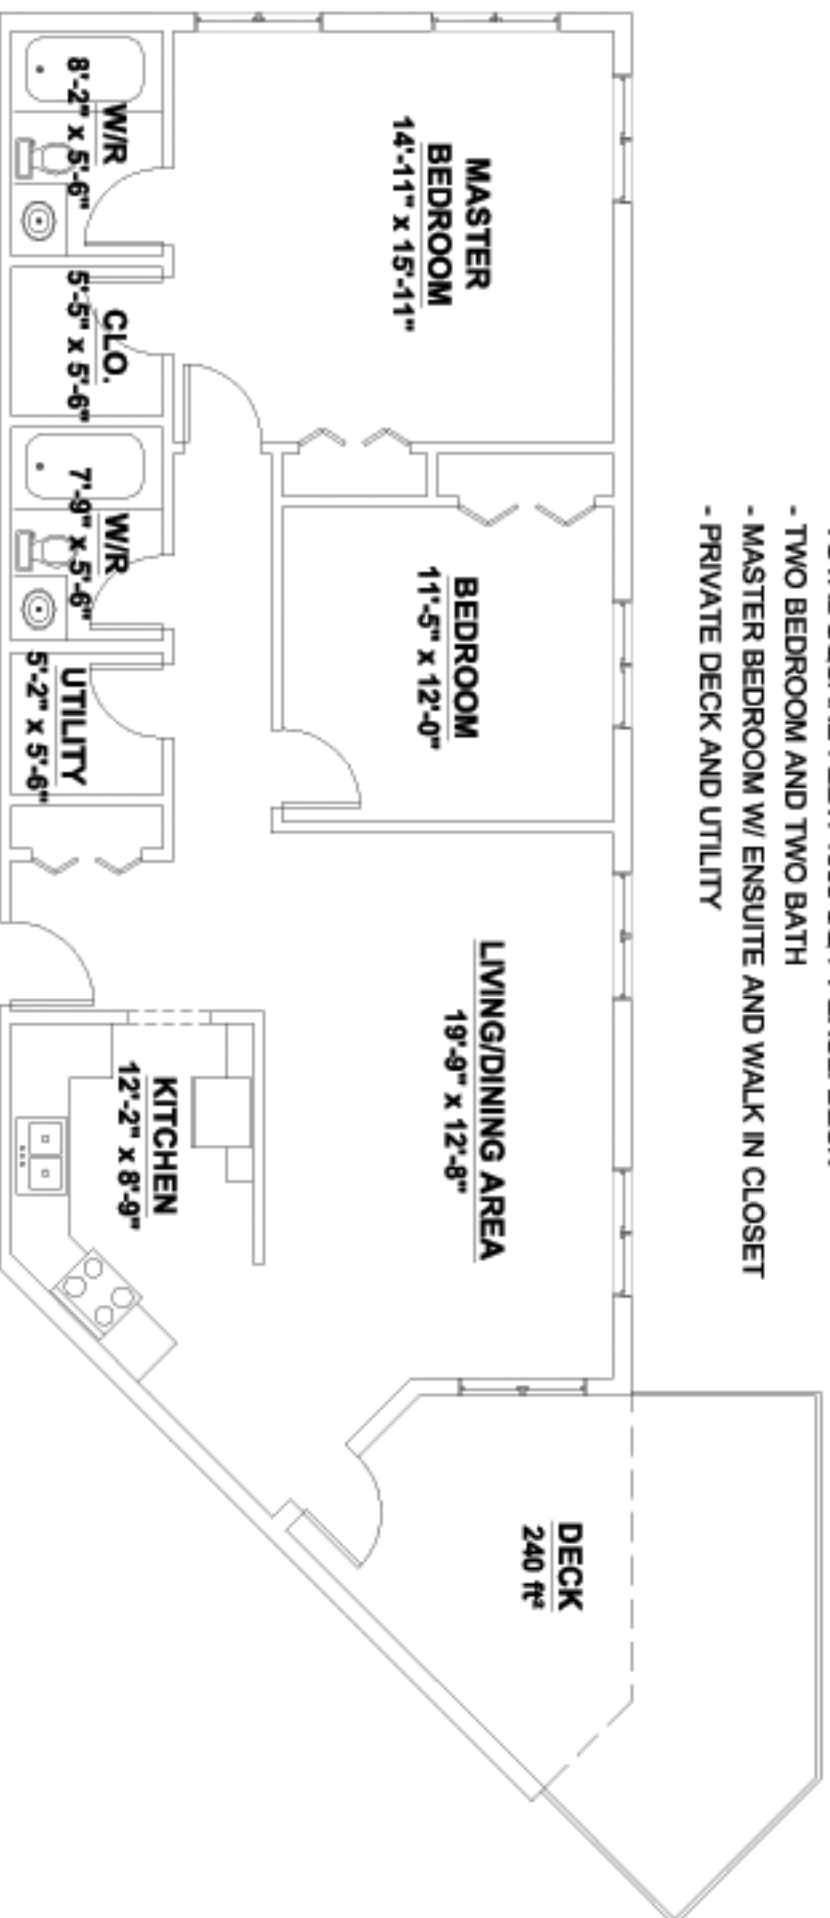 - TWO BEDROOM AND TWO BATH
- MASTER BEDROOM W/ ENSUITE AND WALK IN CLOSET
- PRIVATE DECK AND UTILITY
MASTER
BEDROOM
14'-11" x 15'-11"
BEDROOM
11'-5" x 12'-0"
LIVING/DINING AREA
19'-9" x 12'-8"
DECK
240 ft²
W/R
8'-2" x 5'-6"
CLO.
5'-5" x 5'-6"
W/R
7'-9" x 5'-6"
UTILITY
5'-2" x 5'-6"
KITCHEN
12'-2" x 8'-9"